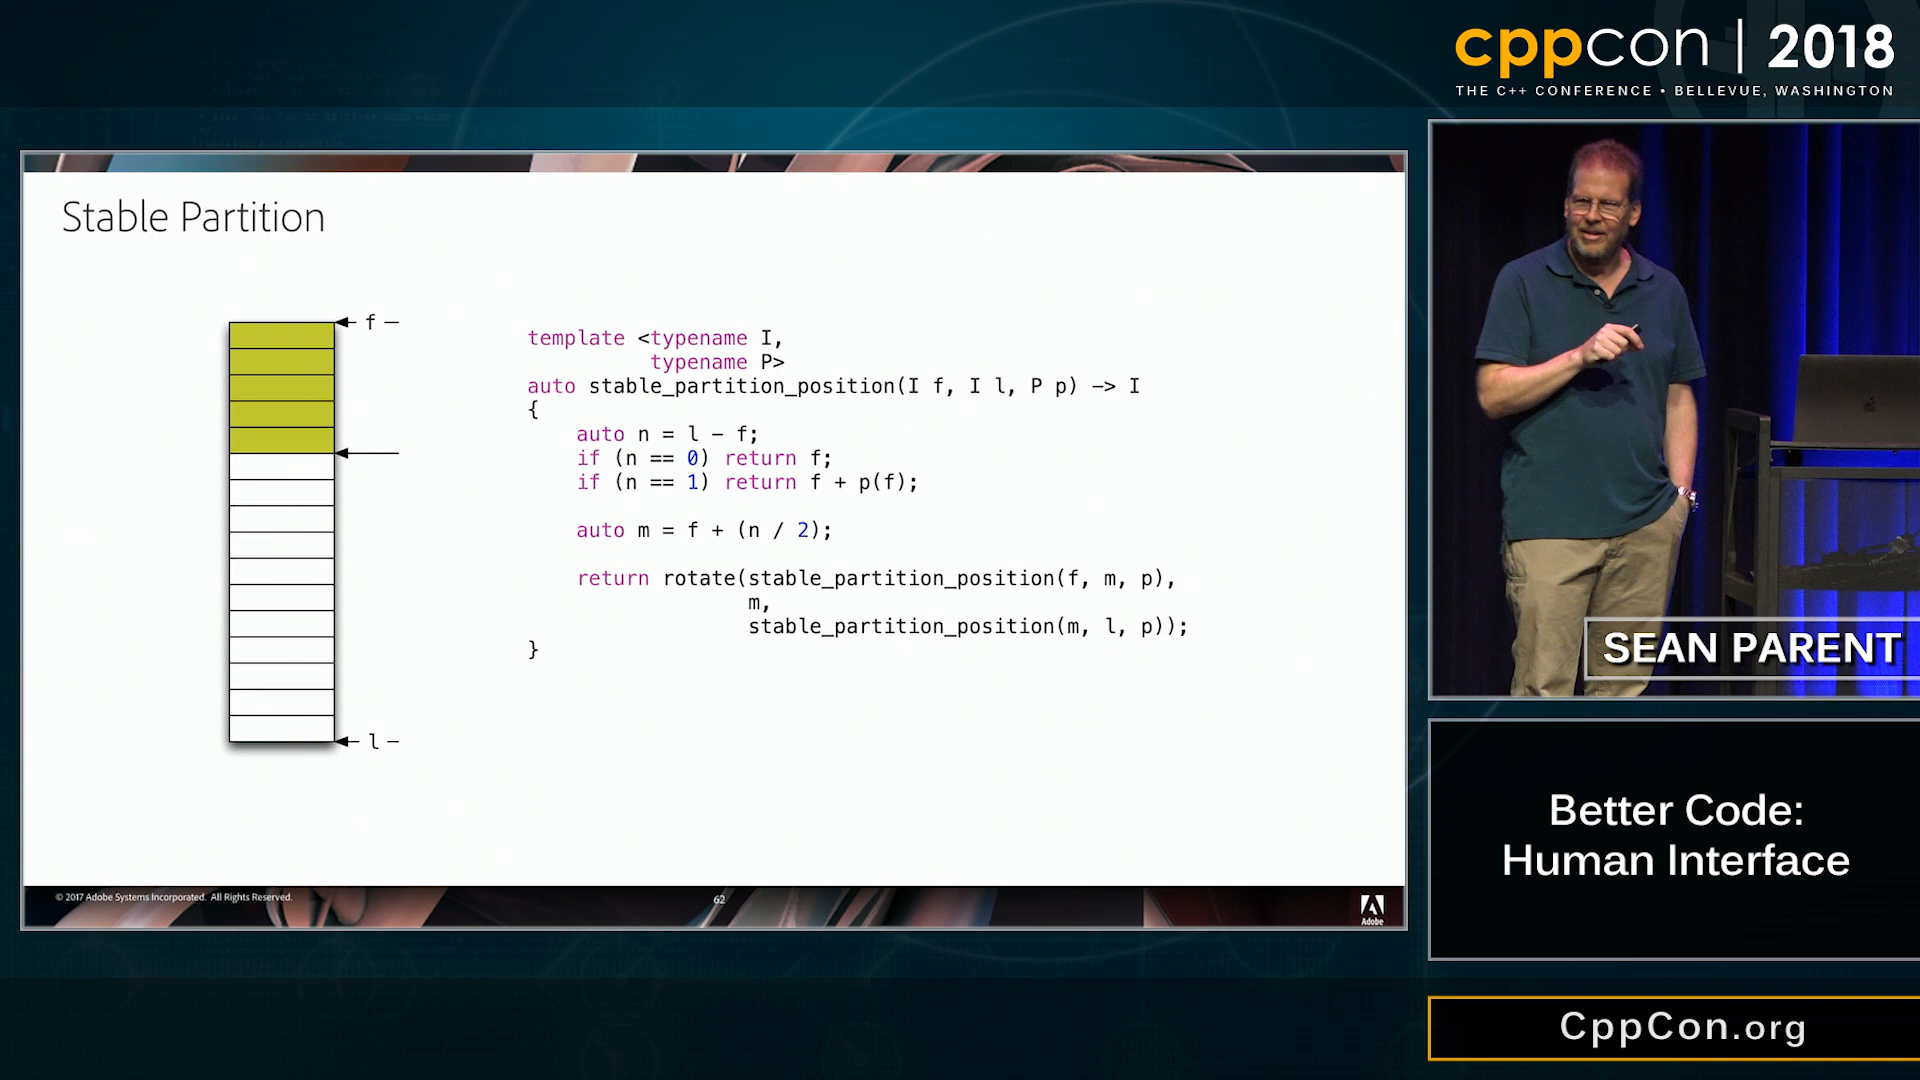 cppcon | 2018
THE C++ CONFERENCE • BELLEVUE, WASHINGTON
Stable Partition
f
l
template <typename I,
          typename P>
auto stable_partition_position(I f, I l, P p) -> I
{
    auto n = l - f;
    if (n == 0) return f;
    if (n == 1) return f + p(f);
    auto m = f + (n / 2);
    return rotate(stable_partition_position(f, m, p),
                  m,
                  stable_partition_position(m, l, p));
}
© 2017 Adobe Systems Incorporated. All Rights Reserved.
62
Adobe
SEAN PARENT
Better Code:
Human Interface
CppCon.org